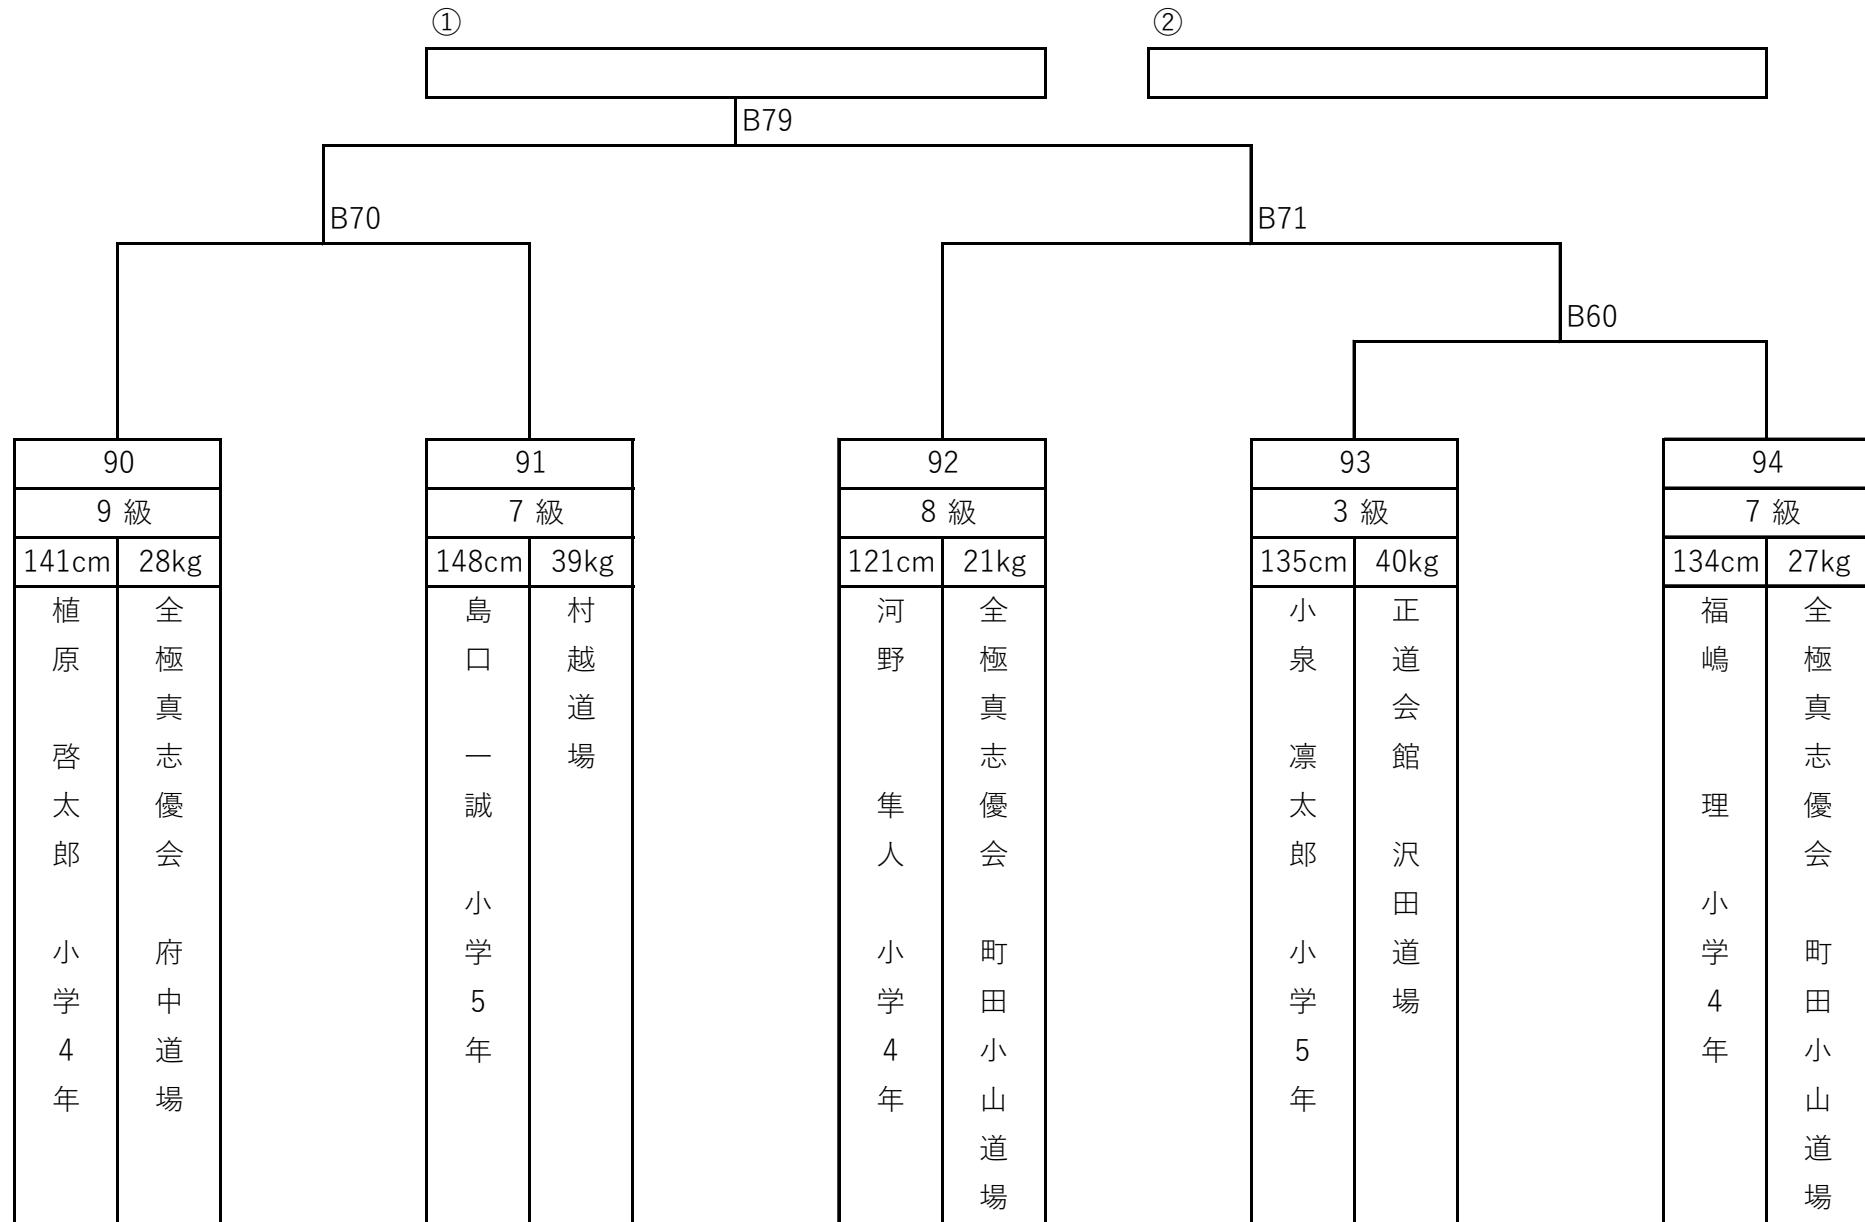 ①
②
B79
B70
B71
B60
90
9 級
141cm
28kg
植原 啓太郎 小学4年
全極真志優会 府中道場
91
7 級
148cm
39kg
島口 一誠 小学5年
村越道場
92
8 級
121cm
21kg
河野 隼人 小学4年
全極真志優会 町田小山道場
93
3 級
135cm
40kg
小泉 凛太郎 小学5年
正道会館 沢田道場
94
7 級
134cm
27kg
福嶋 理 小学4年
全極真志優会 町田小山道場